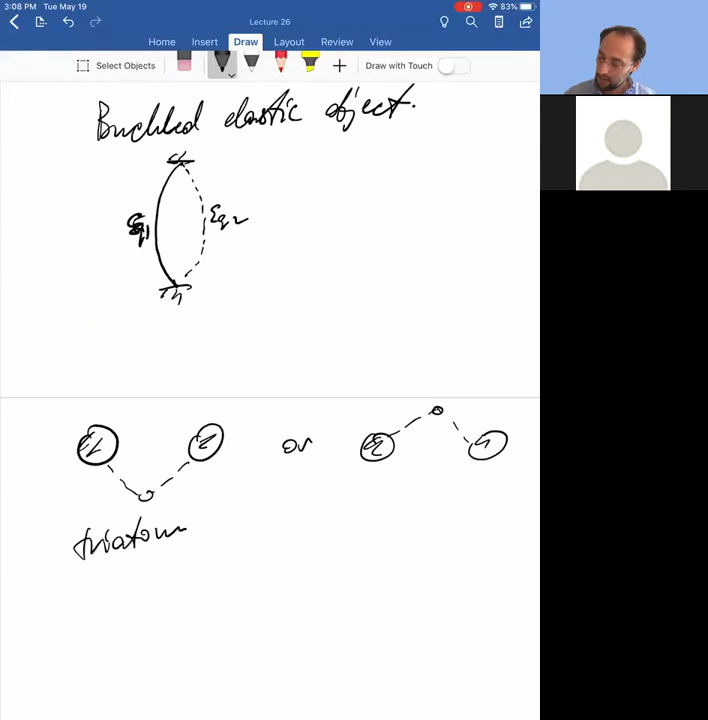 3:08 PM Tue May 19
83%
Lecture 26
Home Insert Draw Layout Review View
Select Objects
Draw with Touch
Buckled elastic object.
Eq1
Eq2
or
triatom